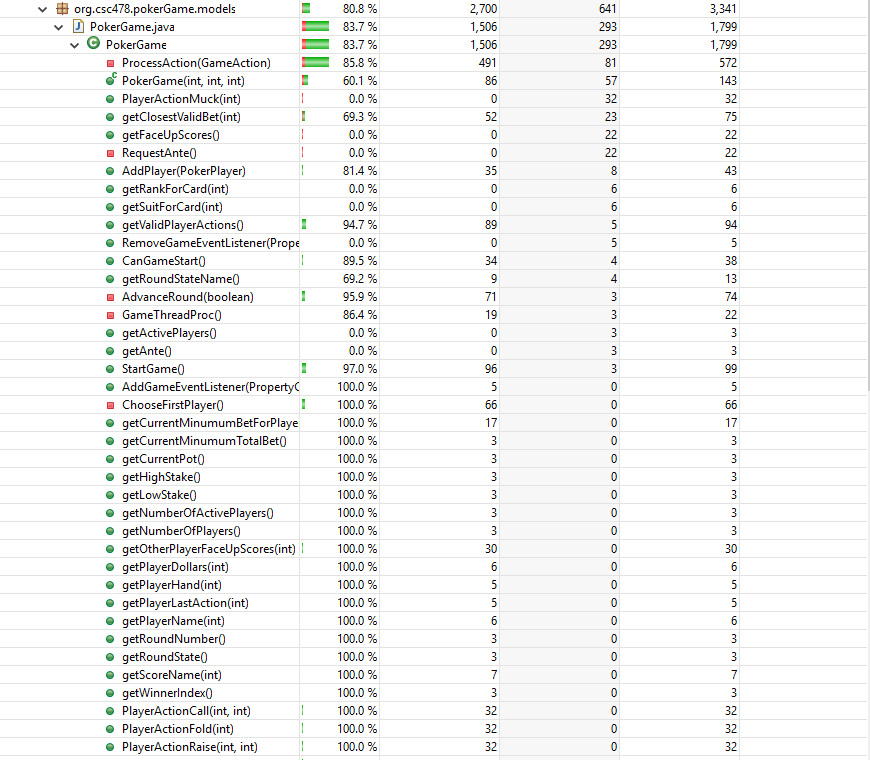 org.csc478.pokerGame.models 80.8 % 2,700 641 3,341
PokerGame.java 83.7 % 1,506 293 1,799
PokerGame 83.7 % 1,506 293 1,799
ProcessAction(GameAction) 85.8 % 491 81 572
PokerGame(int, int, int) 60.1 % 86 57 143
PlayerActionMuck(int) 0.0 % 0 32 32
getClosestValidBet(int) 69.3 % 52 23 75
getFaceUpScores() 0.0 % 0 22 22
RequestAnte() 0.0 % 0 22 22
AddPlayer(PokerPlayer) 81.4 % 35 8 43
getRankForCard(int) 0.0 % 0 6 6
getSuitForCard(int) 0.0 % 0 6 6
getValidPlayerActions() 94.7 % 89 5 94
RemoveGameEventListener(Prope 0.0 % 0 5 5
CanGameStart() 89.5 % 34 4 38
getRoundStateName() 69.2 % 9 4 13
AdvanceRound(boolean) 95.9 % 71 3 74
GameThreadProc() 86.4 % 19 3 22
getActivePlayers() 0.0 % 0 3 3
getAnte() 0.0 % 0 3 3
StartGame() 97.0 % 96 3 99
AddGameEventListener(PropertyC 100.0 % 5 0 5
ChooseFirstPlayer() 100.0 % 66 0 66
getCurrentMinumumBetForPlaye 100.0 % 17 0 17
getCurrentMinumumTotalBet() 100.0 % 3 0 3
getCurrentPot() 100.0 % 3 0 3
getHighStake() 100.0 % 3 0 3
getLowStake() 100.0 % 3 0 3
getNumberOfActivePlayers() 100.0 % 3 0 3
getNumberOfPlayers() 100.0 % 3 0 3
getOtherPlayerFaceUpScores(int) 100.0 % 30 0 30
getPlayerDollars(int) 100.0 % 6 0 6
getPlayerHand(int) 100.0 % 5 0 5
getPlayerLastAction(int) 100.0 % 5 0 5
getPlayerName(int) 100.0 % 6 0 6
getRoundNumber() 100.0 % 3 0 3
getRoundState() 100.0 % 3 0 3
getScoreName(int) 100.0 % 7 0 7
getWinnerIndex() 100.0 % 3 0 3
PlayerActionCall(int, int) 100.0 % 32 0 32
PlayerActionFold(int) 100.0 % 32 0 32
PlayerActionRaise(int, int) 100.0 % 32 0 32